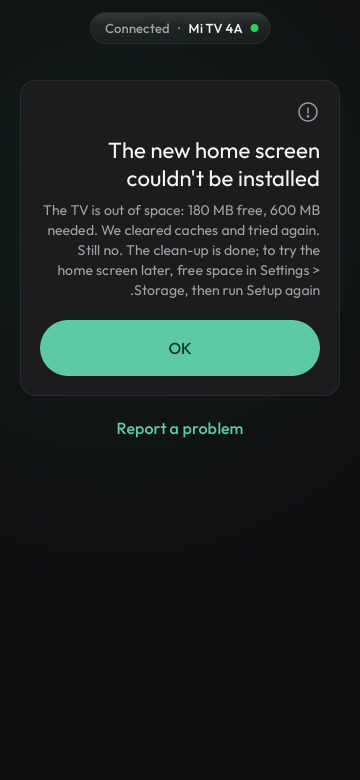 Connected · Mi TV 4A
The new home screen
couldn't be installed
The TV is out of space: 180 MB free, 600 MB
needed. We cleared caches and tried again.
Still no. The clean-up is done; to try the
home screen later, free space in Settings >
.Storage, then run Setup again
OK
Report a problem